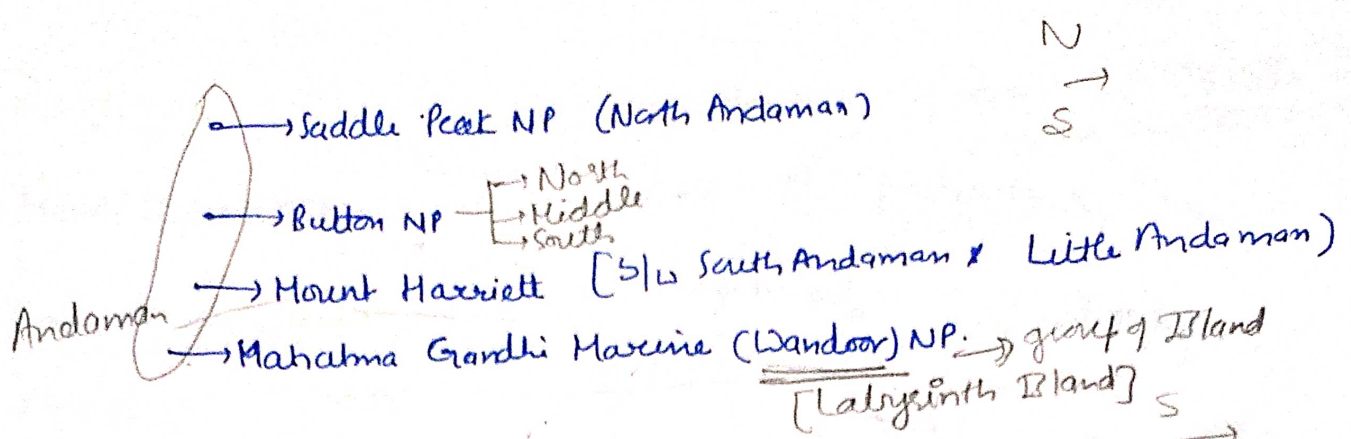 N
→
S
→ Saddle Peak NP (North Andaman)
→ Button NP → North
→ Middle
→ South
→ Mount Harriett [b/w South Andaman & Little Andaman)
Andaman
→ Mahatma Gandhi Marine (Wandoor) NP. → group of Island
[Labyrinth Island]
S
→